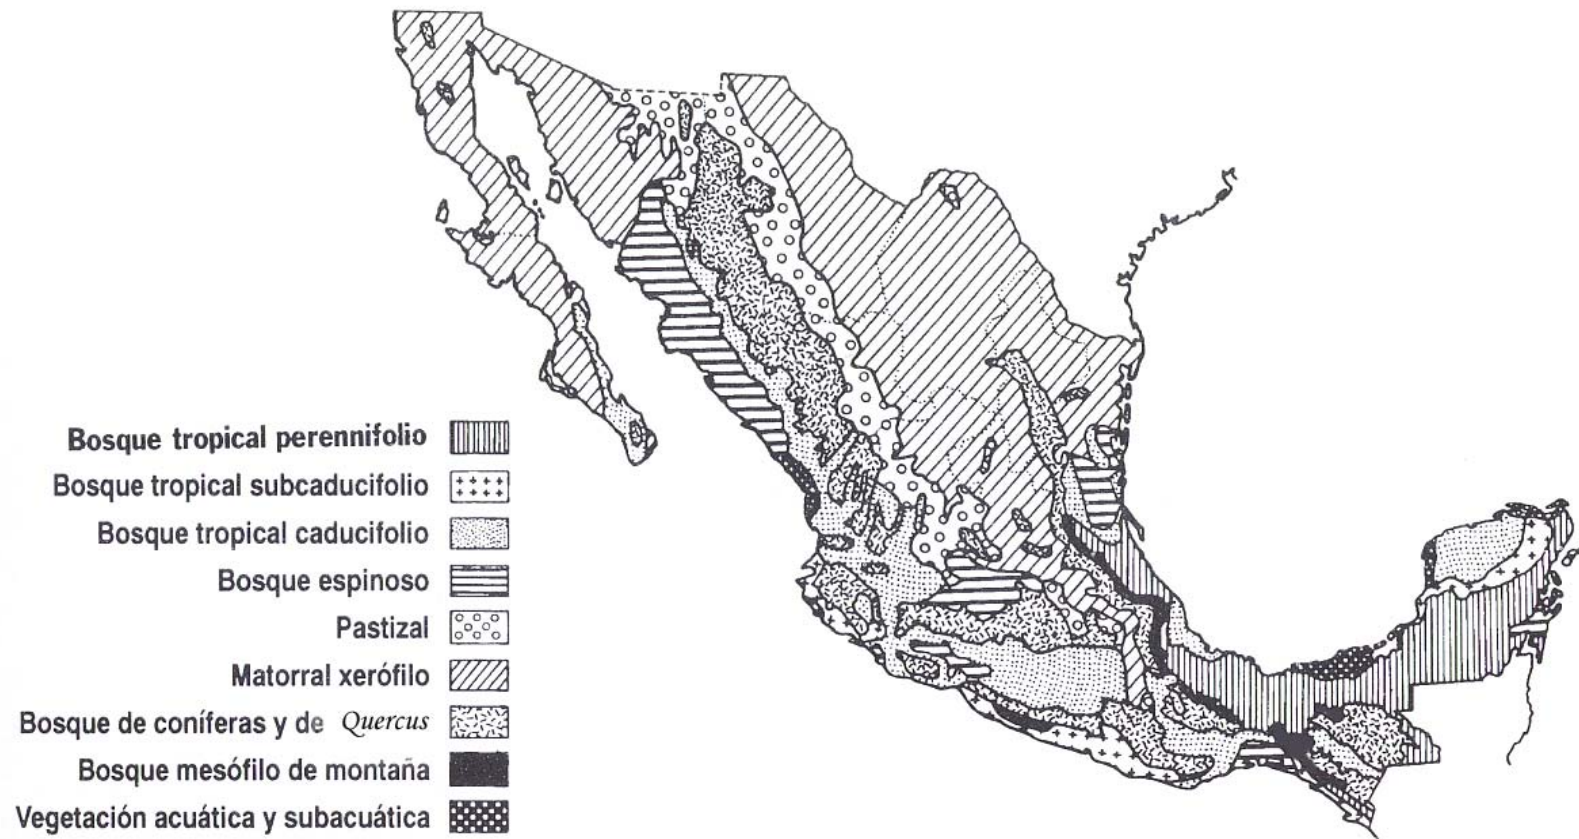 Bosque tropical perennifolio
Bosque tropical subcaducifolio
Bosque tropical caducifolio
Bosque espinoso
Pastizal
Matorral xerófilo
Bosque de coníferas y de Quercus
Bosque mesófilo de montaña
Vegetación acuática y subacuática